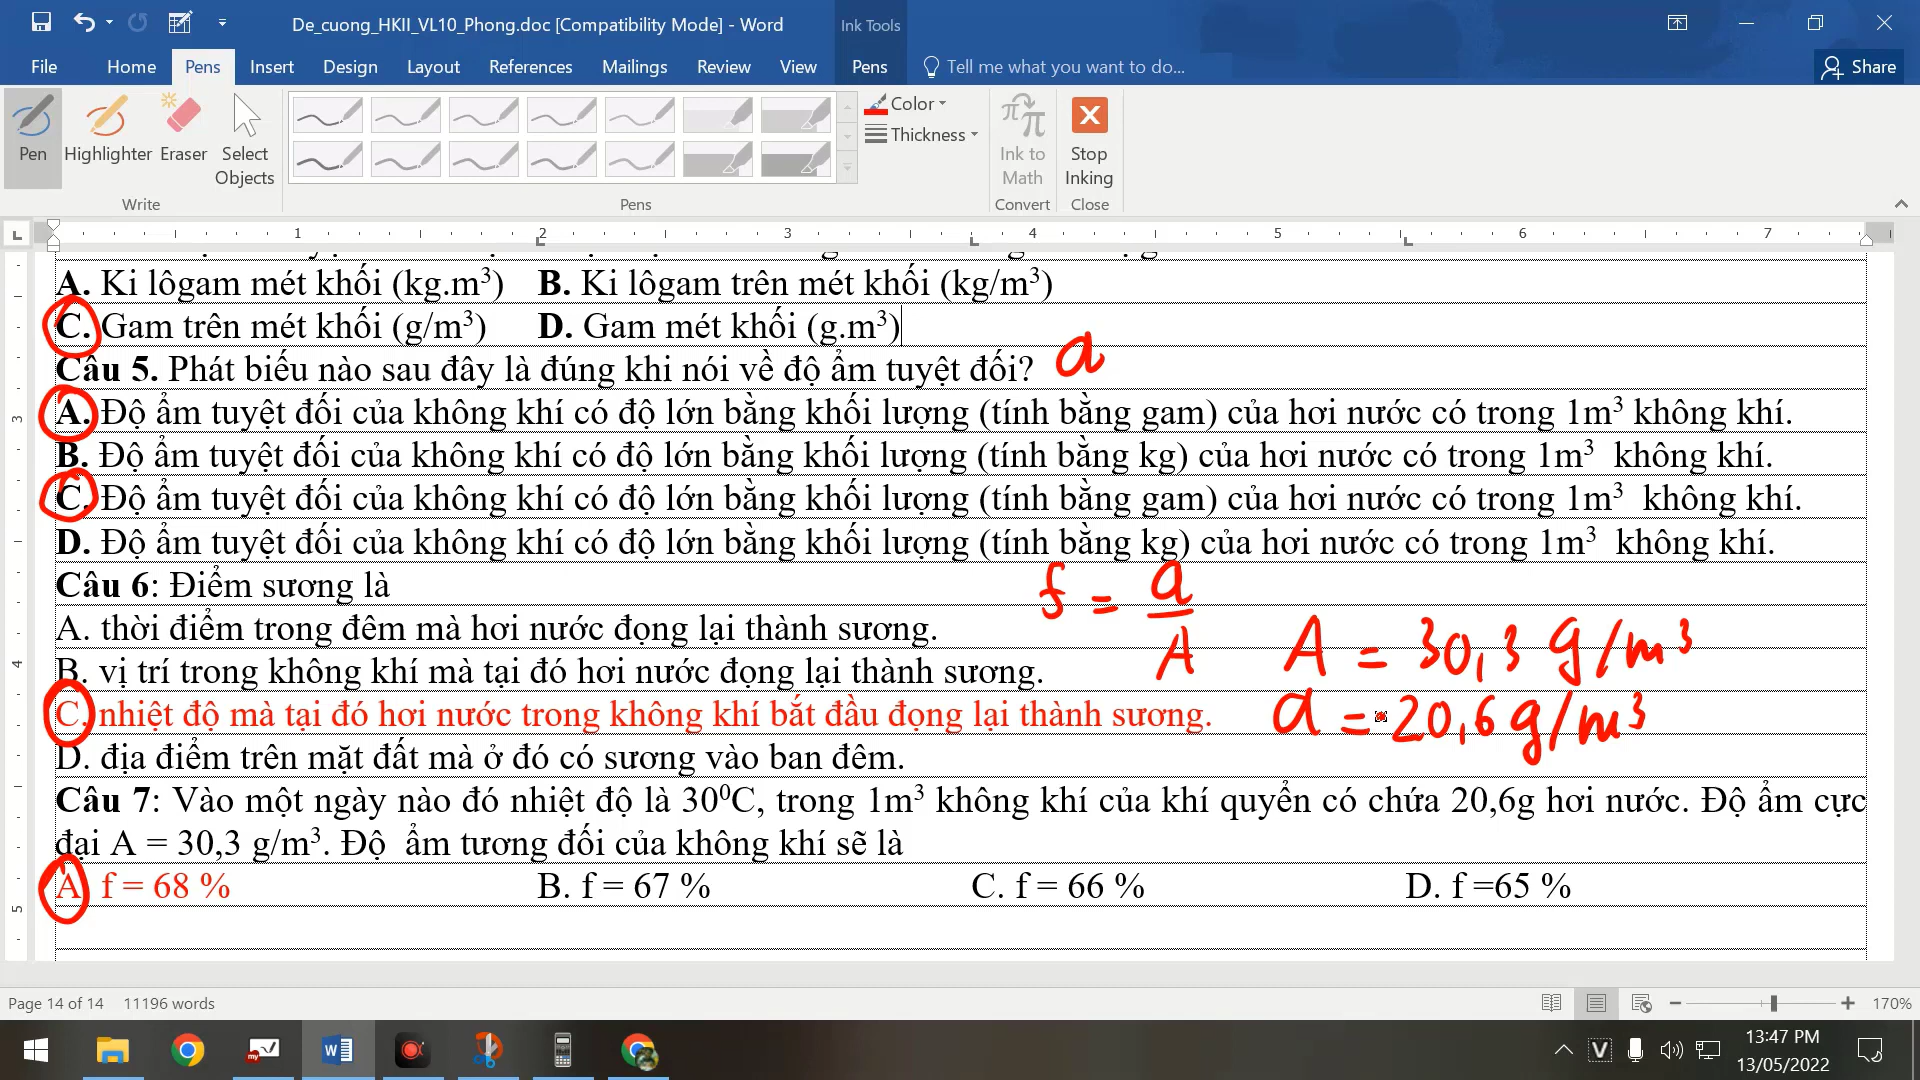 De_cuong_HKII_VL10_Phong.doc [Compatibility Mode] - Word
Ink Tools
File Home Pens Insert Design Layout References Mailings Review View Pens Tell me what you want to do... Share
Pen Highlighter Eraser Select Objects
Color
Thickness
Ink to Math
Stop Inking
Write Pens Convert Close
1 2 3 4 5 6 7
A. Ki lôgam mét khối (kg.m³) B. Ki lôgam trên mét khối (kg/m³)
C. Gam trên mét khối (g/m³) D. Gam mét khối (g.m³)
Câu 5. Phát biểu nào sau đây là đúng khi nói về độ ẩm tuyệt đối? a
3
A. Độ ẩm tuyệt đối của không khí có độ lớn bằng khối lượng (tính bằng gam) của hơi nước có trong 1m³ không khí.
B. Độ ẩm tuyệt đối của không khí có độ lớn bằng khối lượng (tính bằng kg) của hơi nước có trong 1m³ không khí.
C. Độ ẩm tuyệt đối của không khí có độ lớn bằng khối lượng (tính bằng gam) của hơi nước có trong 1m³ không khí.
D. Độ ẩm tuyệt đối của không khí có độ lớn bằng khối lượng (tính bằng kg) của hơi nước có trong 1m³ không khí.
Câu 6: Điểm sương là
f = a/A
A. thời điểm trong đêm mà hơi nước đọng lại thành sương.
A = 30,3 g/m³
4
B. vị trí trong không khí mà tại đó hơi nước đọng lại thành sương.
C. nhiệt độ mà tại đó hơi nước trong không khí bắt đầu đọng lại thành sương.
a = 20,6 g/m³
D. địa điểm trên mặt đất mà ở đó có sương vào ban đêm.
Câu 7: Vào một ngày nào đó nhiệt độ là 30⁰C, trong 1m³ không khí của khí quyển có chứa 20,6g hơi nước. Độ ẩm cực
đại A = 30,3 g/m³. Độ ẩm tương đối của không khí sẽ là
A f = 68 % B. f = 67 % C. f = 66 % D. f =65 %
5
Page 14 of 14 11196 words 170%
my V
13:47 PM
13/05/2022